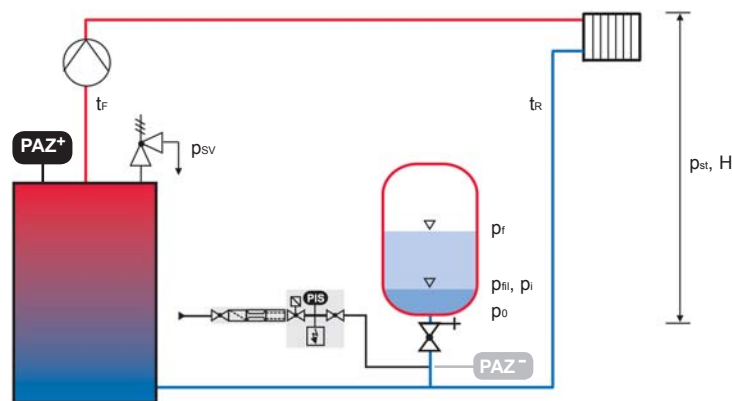 tF
tR
PAZ+
pSV
pst, H
pf
pfil, pi
PIS
p0
PAZ−